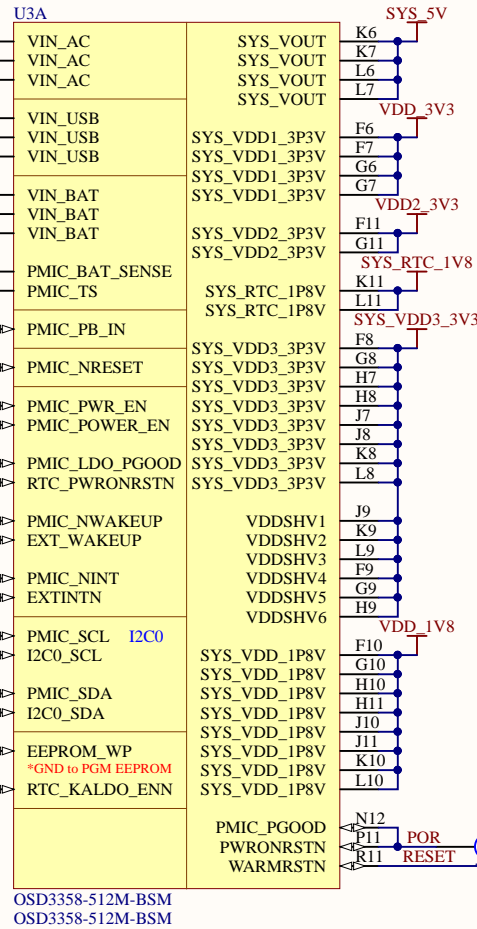 U3A
SYS_5V
VIN_AC SYS_VOUT K6
VIN_AC SYS_VOUT K7
VIN_AC SYS_VOUT L6
SYS_VOUT L7
VDD_3V3
VIN_USB
VIN_USB SYS_VDD1_3P3V F6
VIN_USB SYS_VDD1_3P3V F7
SYS_VDD1_3P3V G6
VIN_BAT SYS_VDD1_3P3V G7
VDD2_3V3
VIN_BAT
VIN_BAT SYS_VDD2_3P3V F11
SYS_VDD2_3P3V G11
SYS_RTC_1V8
PMIC_BAT_SENSE
PMIC_TS SYS_RTC_1P8V K11
SYS_RTC_1P8V L11
SYS_VDD3_3V3
PMIC_PB_IN
SYS_VDD3_3P3V F8
PMIC_NRESET SYS_VDD3_3P3V G8
SYS_VDD3_3P3V H7
PMIC_PWR_EN SYS_VDD3_3P3V H8
PMIC_POWER_EN SYS_VDD3_3P3V J7
SYS_VDD3_3P3V J8
PMIC_LDO_PGOOD SYS_VDD3_3P3V K8
RTC_PWRONRSTN SYS_VDD3_3P3V L8
PMIC_NWAKEUP VDDSHV1 J9
EXT_WAKEUP VDDSHV2 K9
VDDSHV3 L9
PMIC_NINT VDDSHV4 F9
EXTINTN VDDSHV5 G9
VDDSHV6 H9
VDD_1V8
PMIC_SCL I2C0
I2C0_SCL SYS_VDD_1P8V F10
SYS_VDD_1P8V G10
PMIC_SDA SYS_VDD_1P8V H10
I2C0_SDA SYS_VDD_1P8V H11
SYS_VDD_1P8V J10
EEPROM_WP SYS_VDD_1P8V J11
*GND to PGM EEPROM SYS_VDD_1P8V K10
RTC_KALDO_ENN SYS_VDD_1P8V L10
PMIC_PGOOD N12
PWRONRSTN P11 POR
WARMRSTN R11 RESET
OSD3358-512M-BSM
OSD3358-512M-BSM